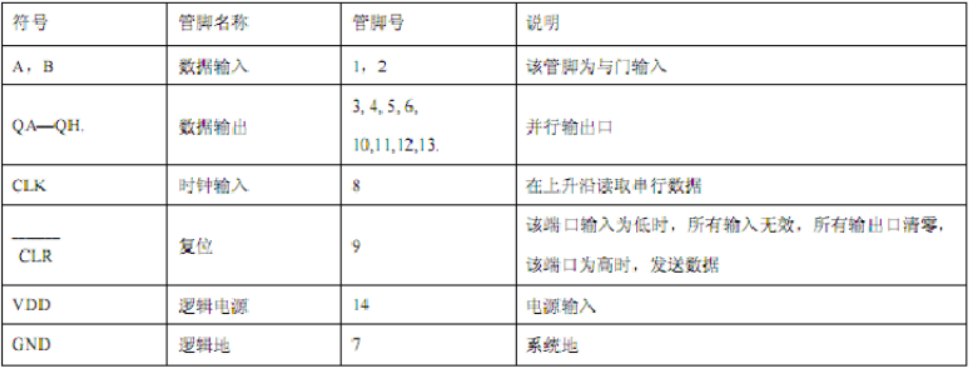 符号 管脚名称 管脚号 说明
A，B 数据输入 1，2 该管脚为与门输入
QA—QH. 数据输出 3, 4, 5, 6, 并行输出口
10,11,12,13.
CLK 时钟输入 8 在上升沿读取串行数据
CLR 复位 9 该端口输入为低时，所有输入无效，所有输出口清零，
该端口为高时，发送数据
VDD 逻辑电源 14 电源输入
GND 逻辑地 7 系统地